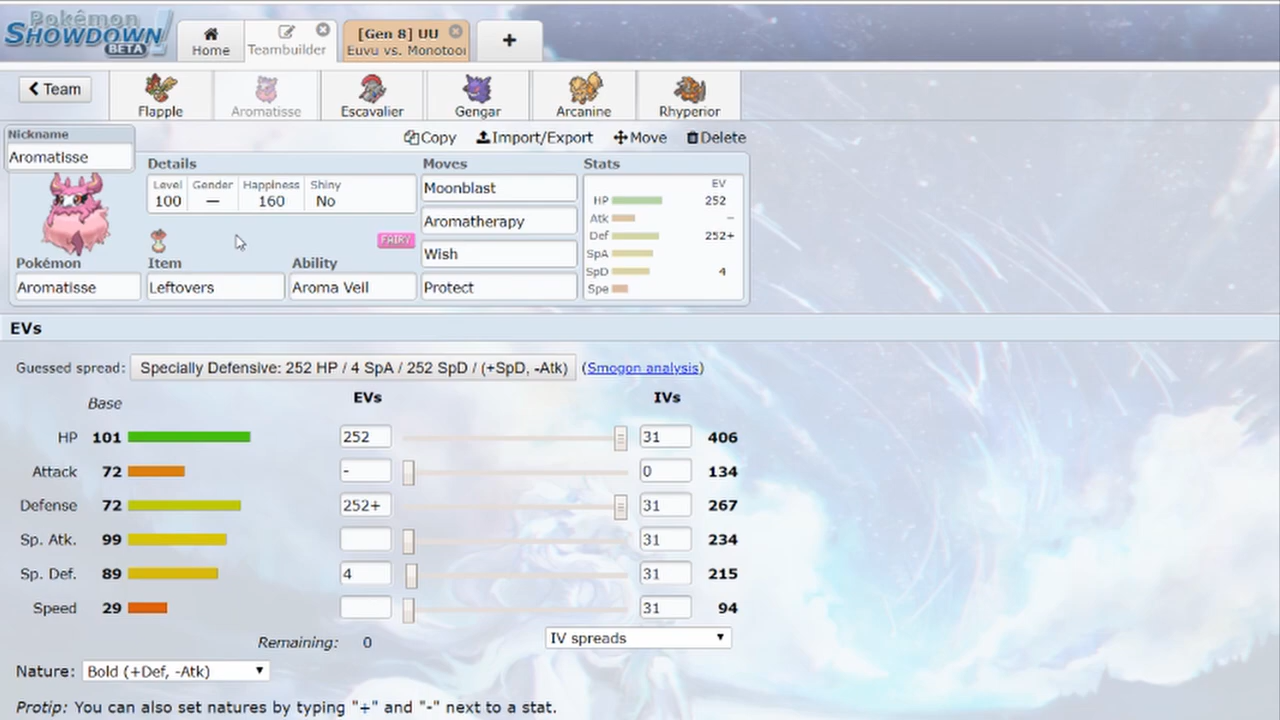 Pokémon
SHOWDOWN!
BETA
Home
Teambuilder
[Gen 8] UU
Euvu vs. Monotool
+
< Team
Flapple
Aromatisse
Escavalier
Gengar
Arcanine
Rhyperior
Nickname
Aromatisse
Copy Import/Export Move Delete
Details
Moves
Stats
Level Gender Happiness Shiny
100 — 160 No
FAIRY
Pokémon
Item
Ability
Aromatisse
Leftovers
Aroma Veil
Moonblast
Aromatherapy
Wish
Protect
EV
HP 252
Atk –
Def 252+
SpA
SpD 4
Spe
EVs
Guessed spread: Specially Defensive: 252 HP / 4 SpA / 252 SpD / (+SpD, -Atk) (Smogon analysis)
Base EVs IVs
HP 101 252 31 406
Attack 72 - 0 134
Defense 72 252+ 31 267
Sp. Atk. 99 31 234
Sp. Def. 89 4 31 215
Speed 29 31 94
Remaining: 0
IV spreads
Nature: Bold (+Def, -Atk)
Protip: You can also set natures by typing "+" and "-" next to a stat.